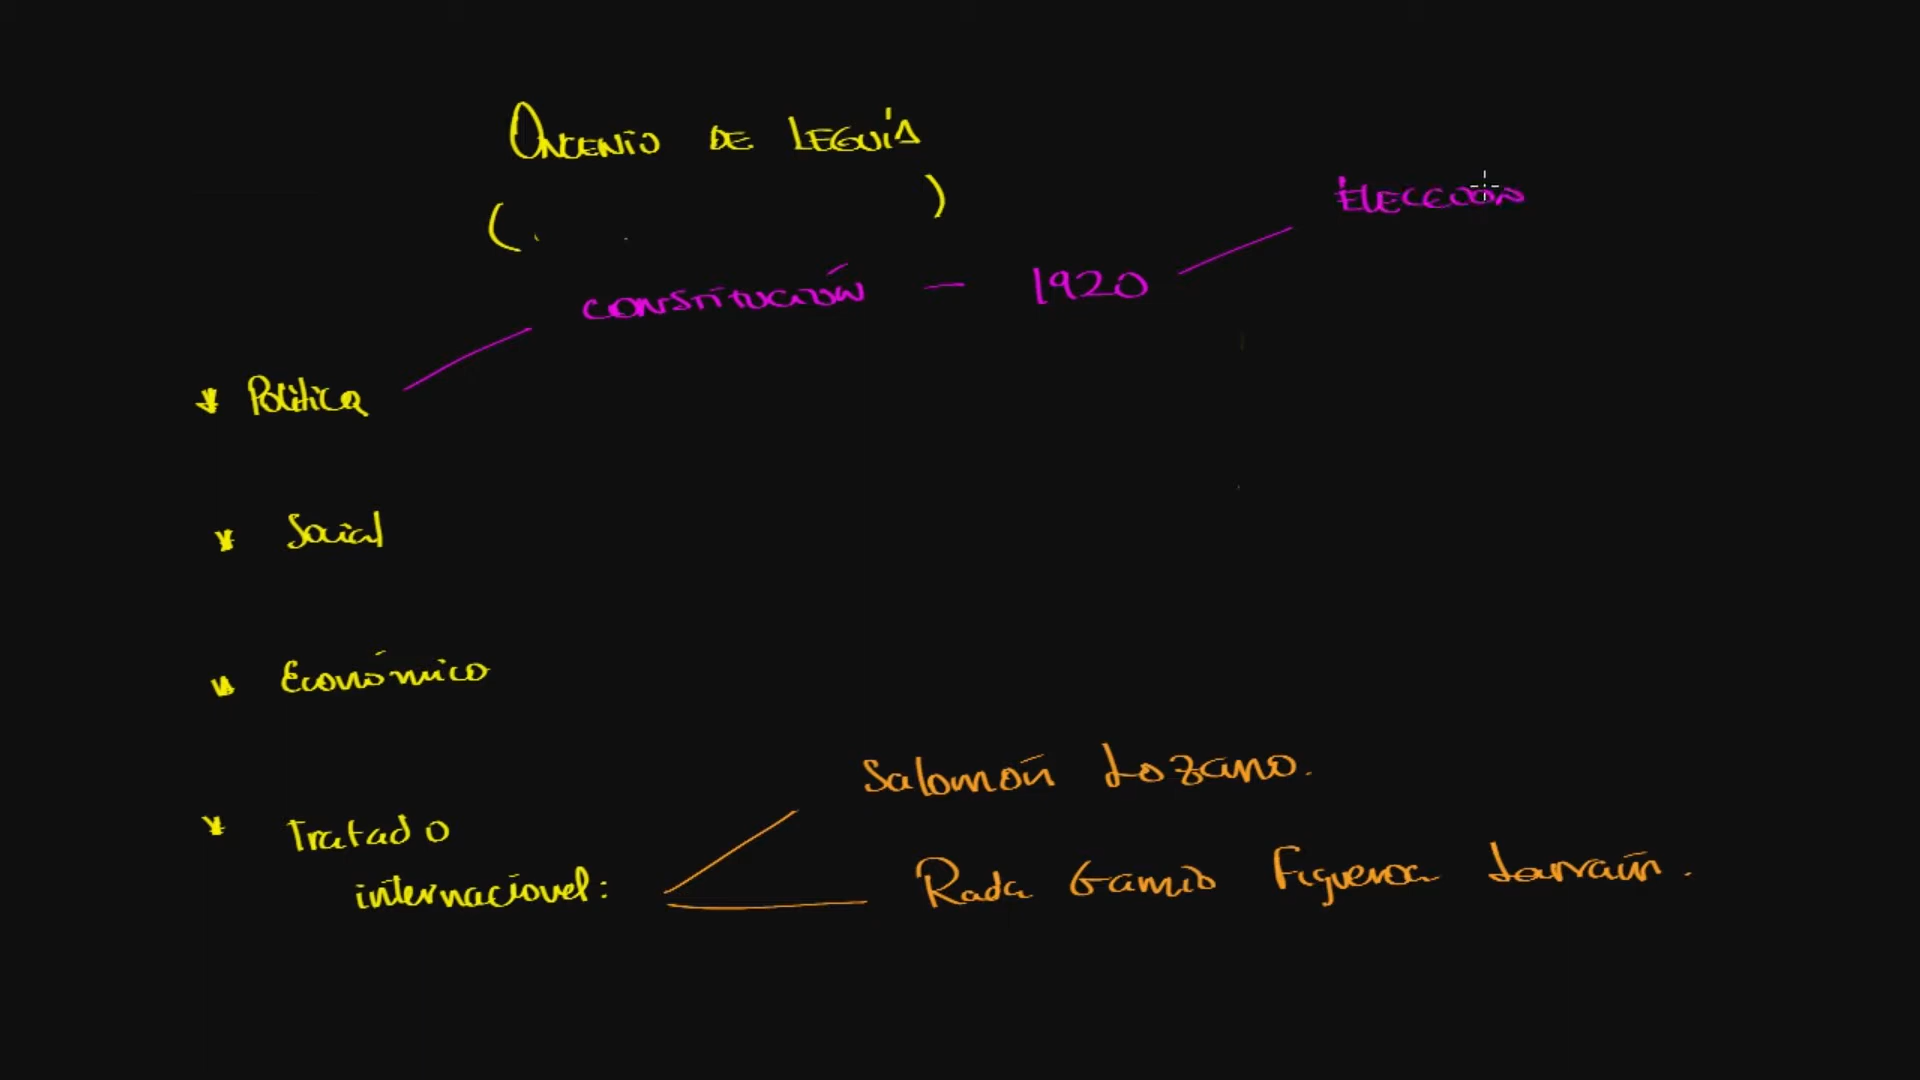 ONCENIO DE LEGUÍA
( )
ELECCIÓN
CONSTITUCIÓN - 1920
* Política
* Social
* Económico
* Tratado
internacional:
Salomón Lozano.
Rada Gamio Figueroa Larraín.